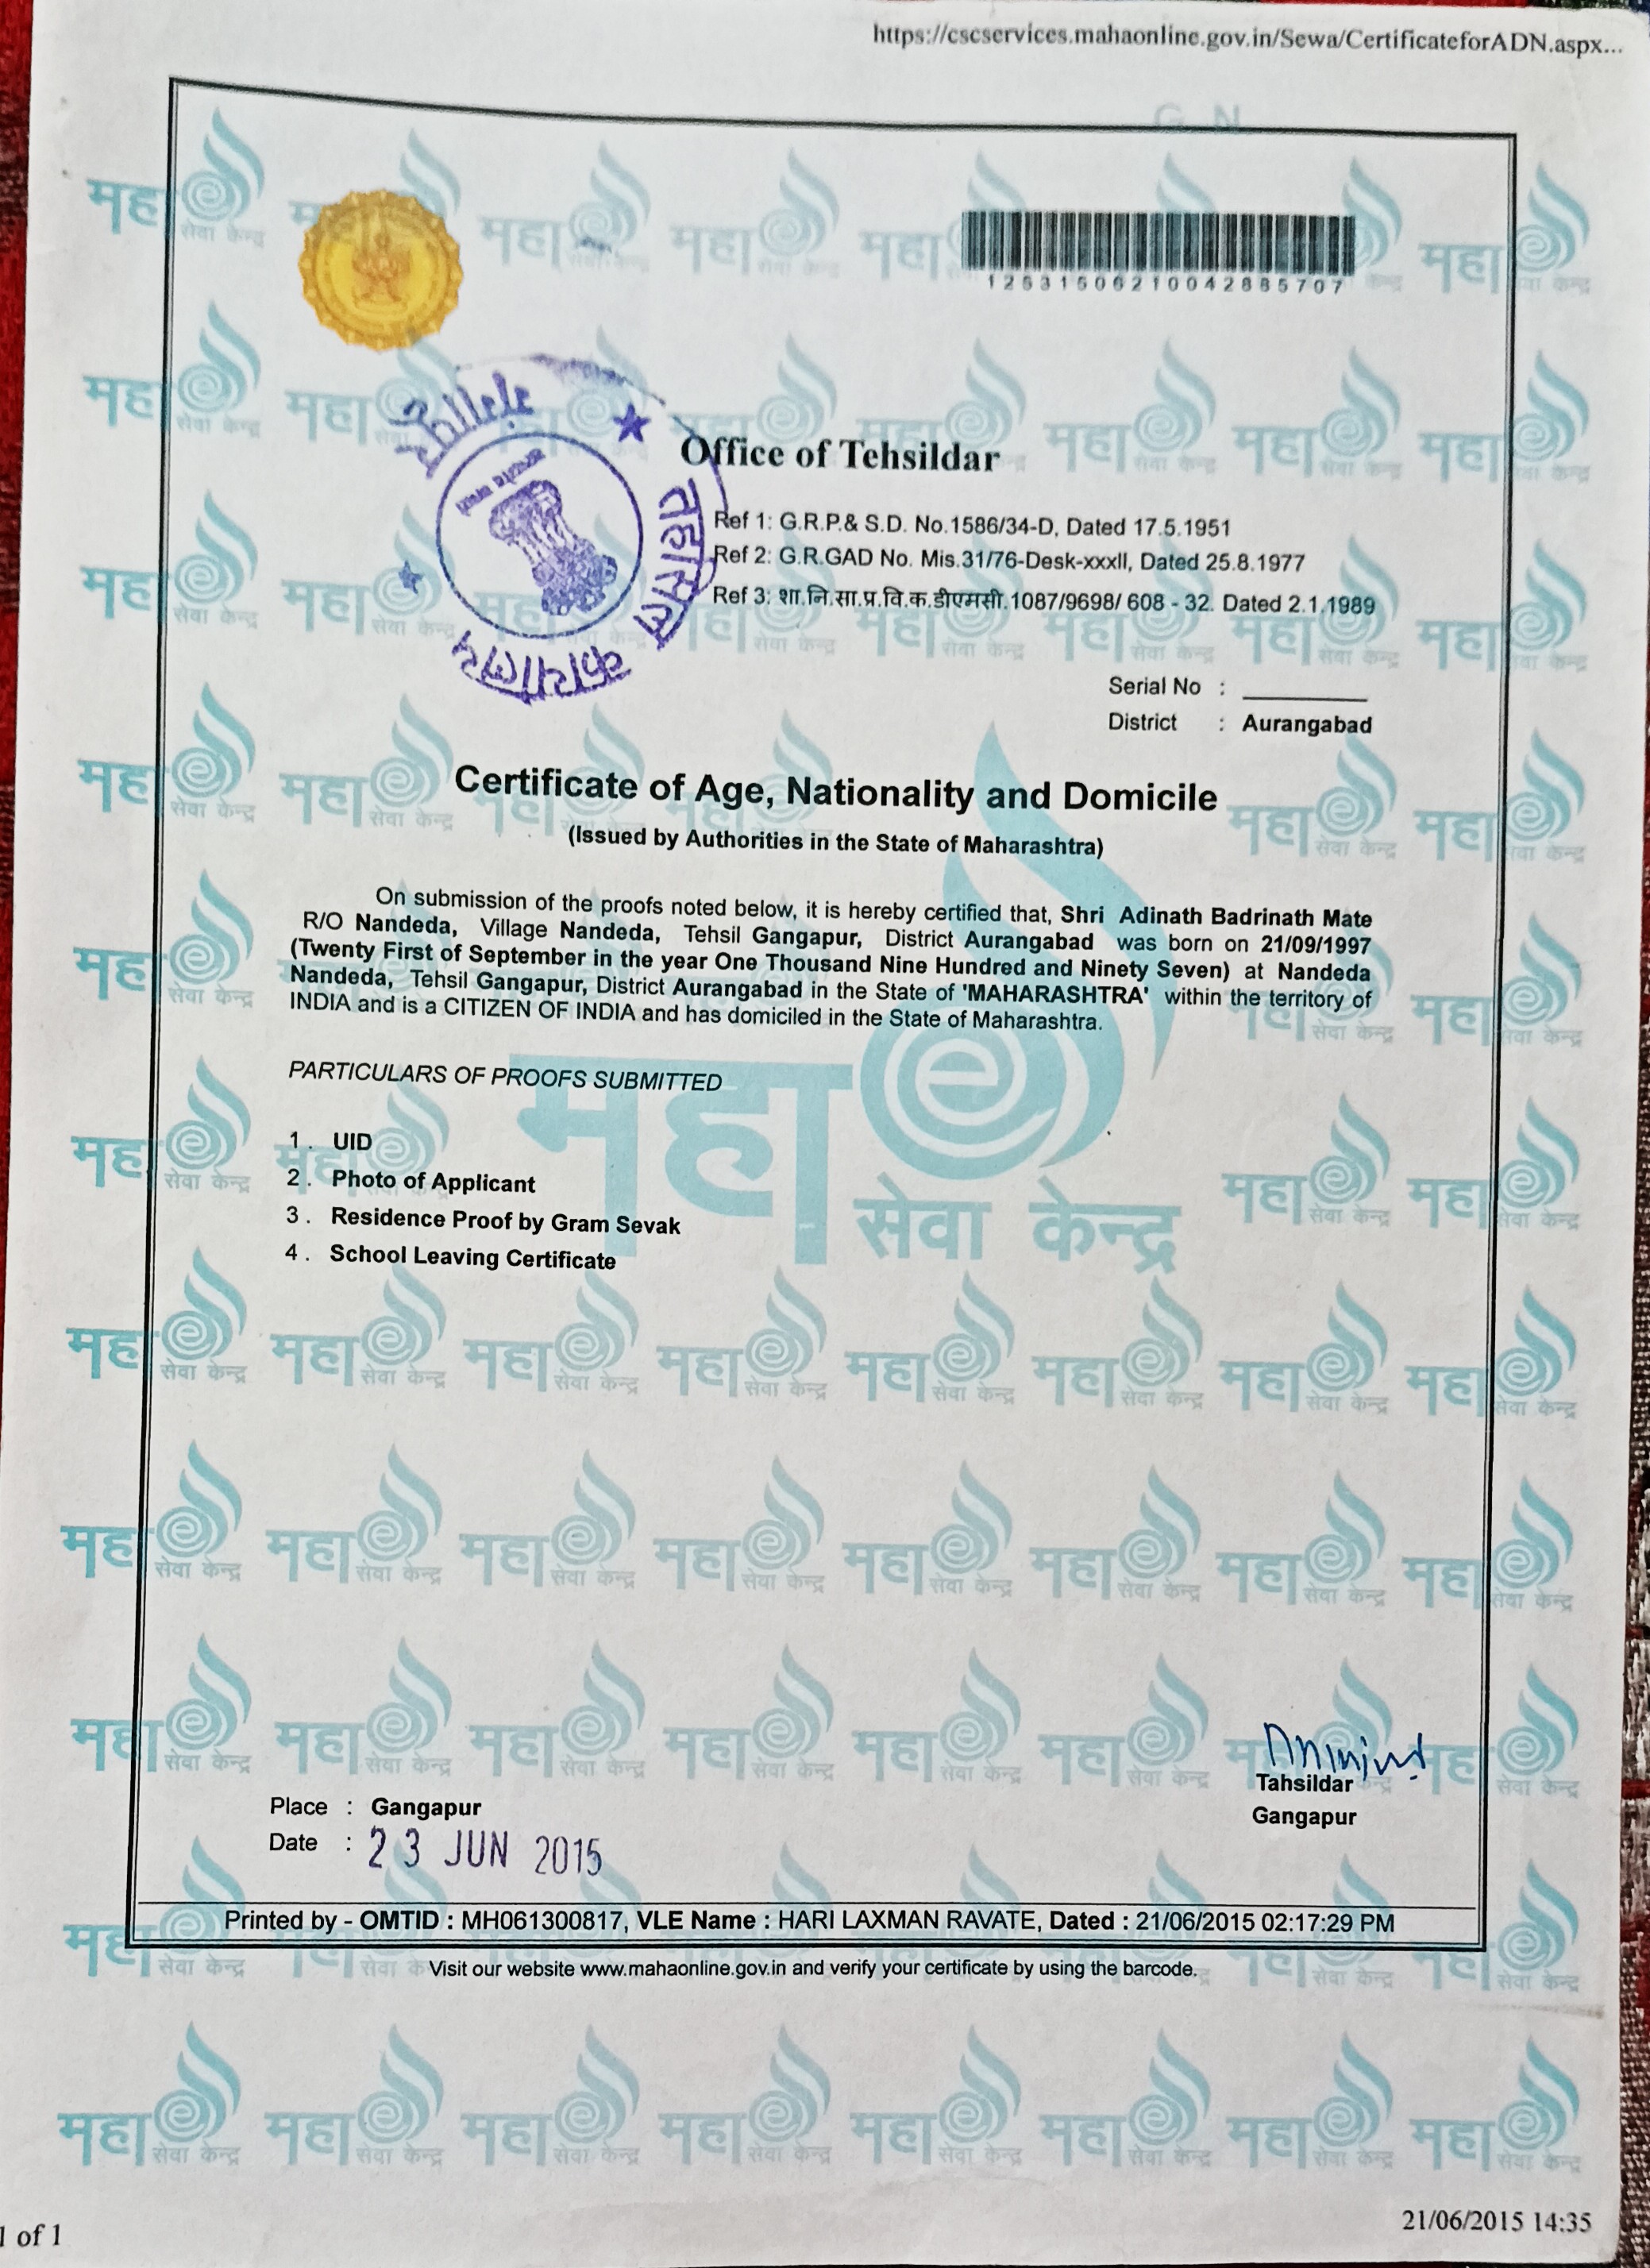 https://cscservices.mahaonline.gov.in/Sewa/CertificateforADN.aspx...
12531506210042885707
गंगापूर
तहसिल
कार्यालय
Office of Tehsildar
Ref 1: G.R.P.& S.D. No.1586/34-D, Dated 17.5.1951
Ref 2: G.R.GAD No. Mis.31/76-Desk-xxxII, Dated 25.8.1977
Ref 3: शा.नि.सा.प्र.वि.क.डीएमसी.1087/9698/ 608 - 32. Dated 2.1.1989
Serial No :
District : Aurangabad
Certificate of Age, Nationality and Domicile
(Issued by Authorities in the State of Maharashtra)
On submission of the proofs noted below, it is hereby certified that, Shri Adinath Badrinath Mate
R/O Nandeda, Village Nandeda, Tehsil Gangapur, District Aurangabad was born on 21/09/1997
(Twenty First of September in the year One Thousand Nine Hundred and Ninety Seven) at Nandeda
Nandeda, Tehsil Gangapur, District Aurangabad in the State of 'MAHARASHTRA' within the territory of
INDIA and is a CITIZEN OF INDIA and has domiciled in the State of Maharashtra.
PARTICULARS OF PROOFS SUBMITTED
1. UID
2. Photo of Applicant
3. Residence Proof by Gram Sevak
4. School Leaving Certificate
महा e
सेवा केन्द्र
Tahsildar
Gangapur
Place : Gangapur
Date : 23 JUN 2015
Printed by - OMTID : MH061300817, VLE Name : HARI LAXMAN RAVATE, Dated : 21/06/2015 02:17:29 PM
Visit our website www.mahaonline.gov.in and verify your certificate by using the barcode.
1 of 1
21/06/2015 14:35